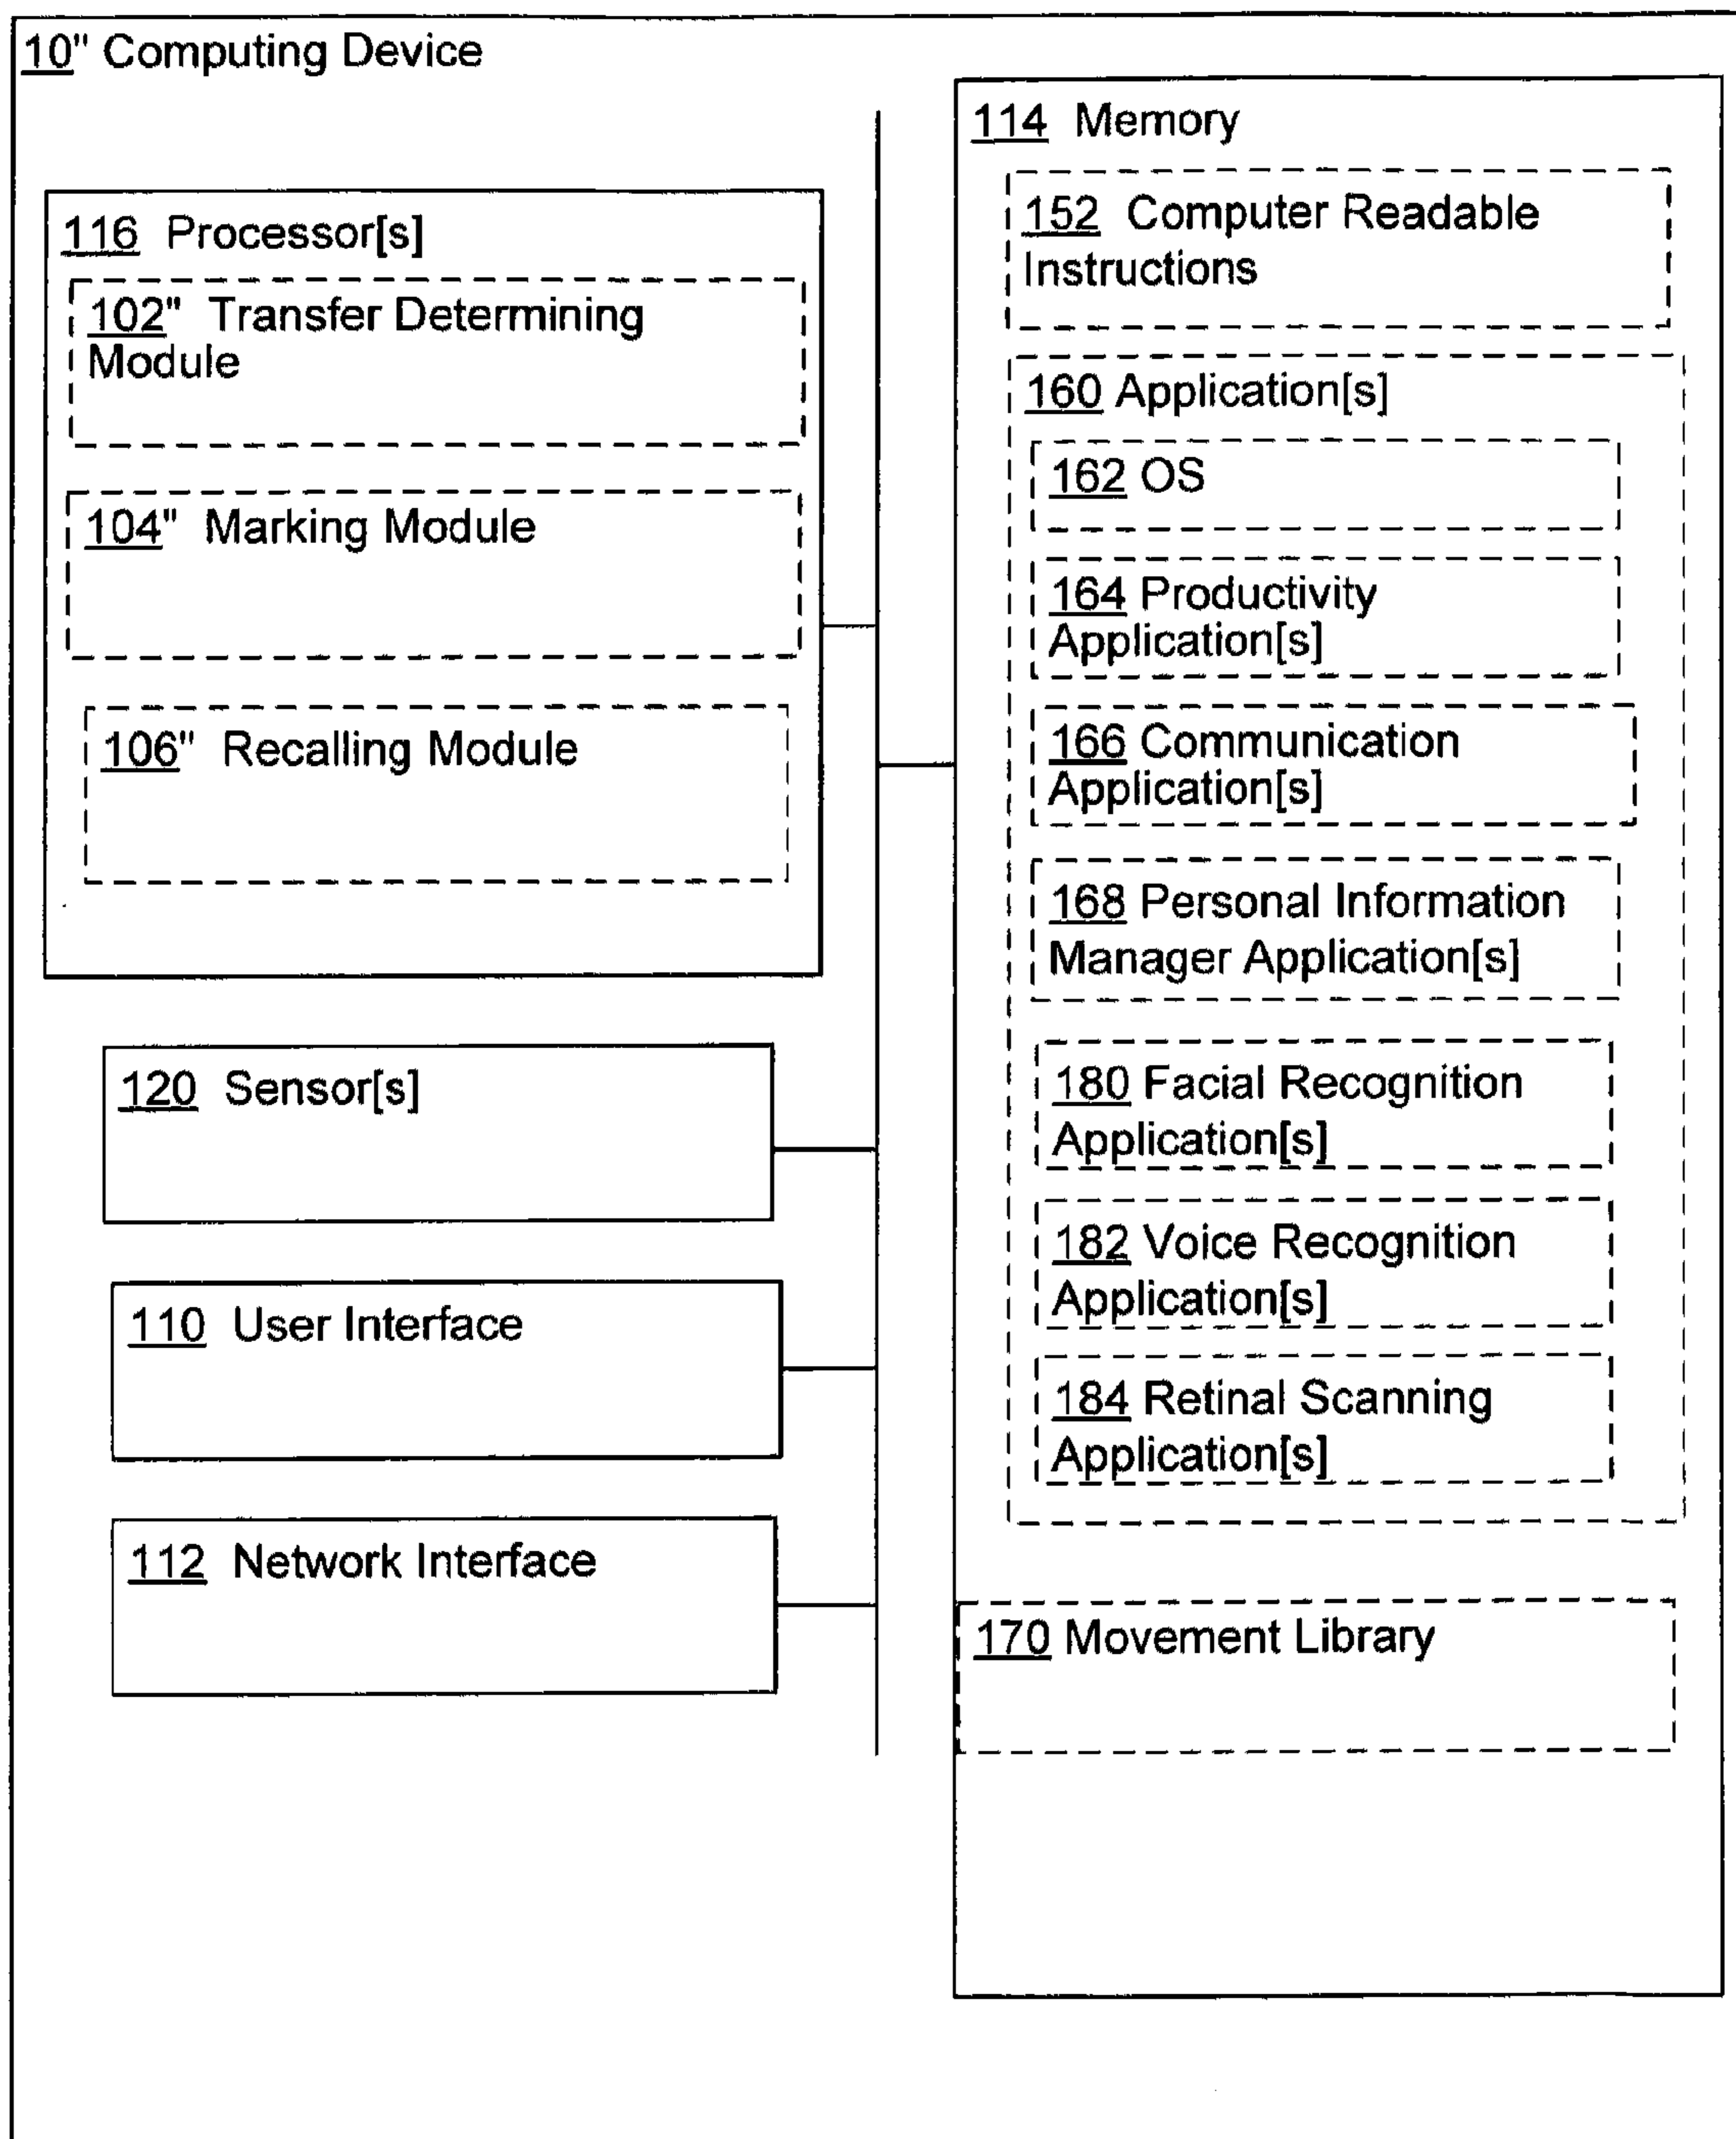 10" Computing Device
116 Processor[s]
102" Transfer Determining
Module
104" Marking Module
106" Recalling Module
120 Sensor[s]
110 User Interface
112 Network Interface
114 Memory
152 Computer Readable
Instructions
160 Application[s]
162 OS
164 Productivity
Application[s]
166 Communication
Application[s]
168 Personal Information
Manager Application[s]
180 Facial Recognition
Application[s]
182 Voice Recognition
Application[s]
184 Retinal Scanning
Application[s]
170 Movement Library